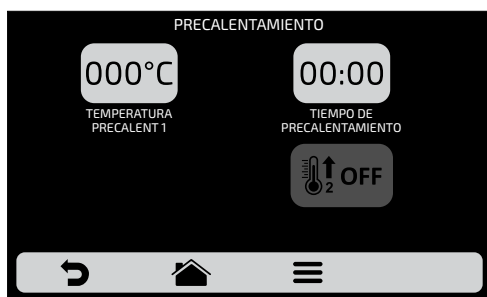 PRECALENTAMIENTO
000°C
TEMPERATURA
PRECALENT 1
00:00
TIEMPO DE
PRECALENTAMIENTO
2 OFF